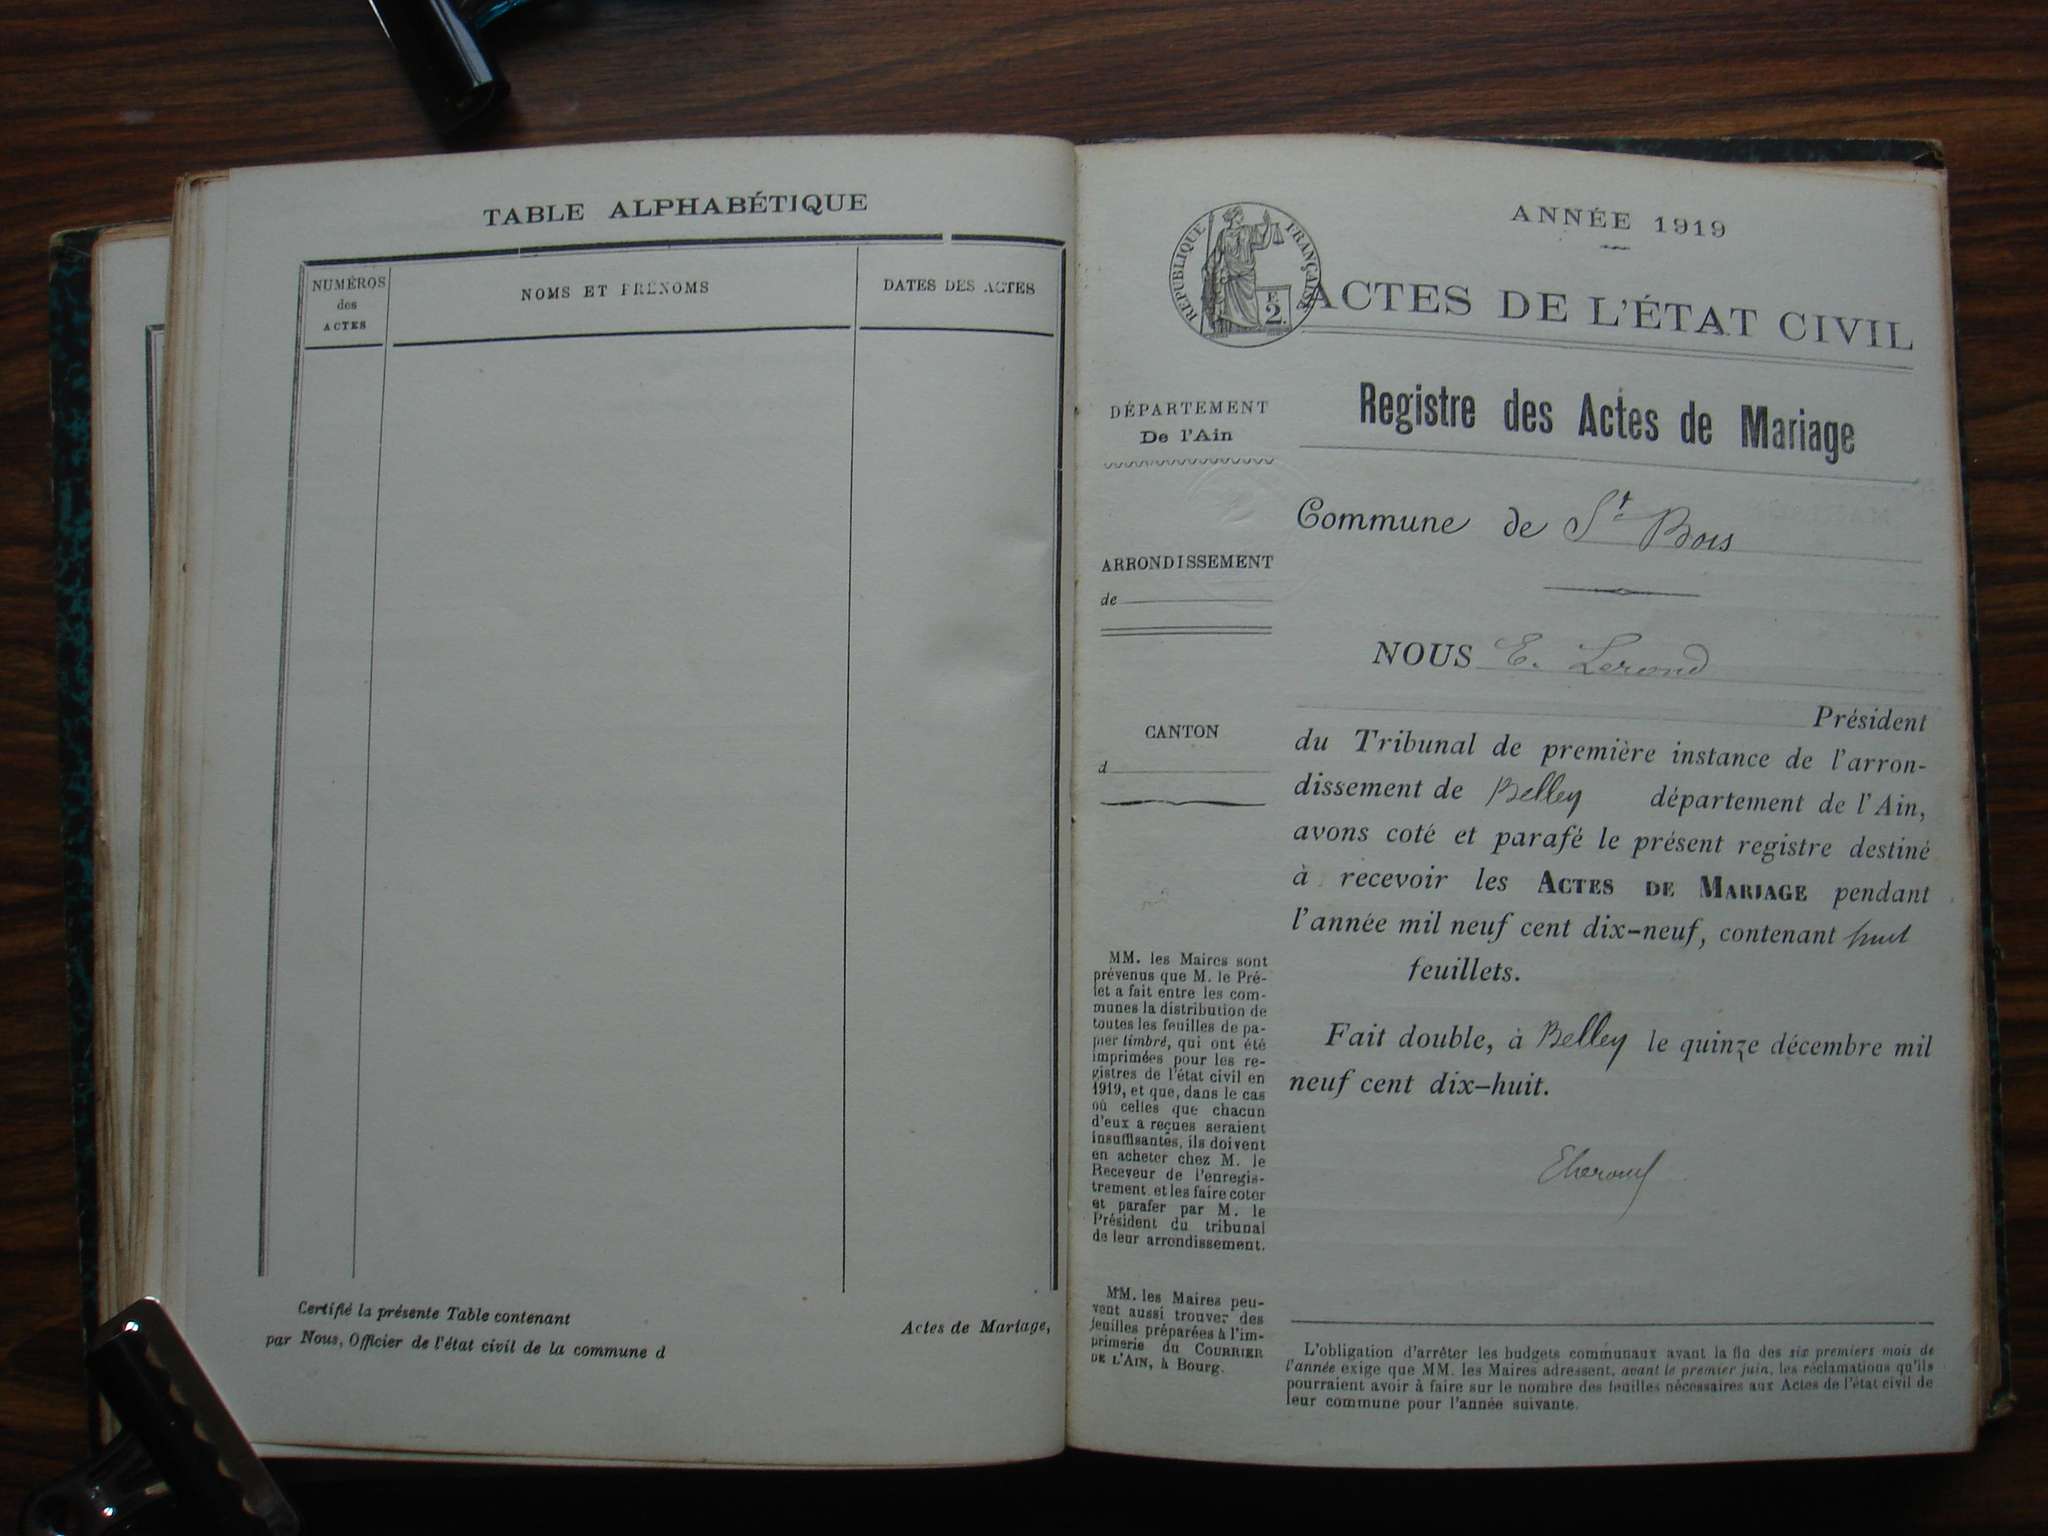 TABLE ALPHABÉTIQUE
NUMÉROS
des
ACTES
NOMS ET PRÉNOMS
DATES DES ACTES
Certifié la présente Table contenant
Actes de Mariage,
par Nous, Officier de l'état civil de la commune d
ANNÉE 1919
RÉPUBLIQUE FRANÇAISE
2
ACTES DE L'ÉTAT CIVIL
DÉPARTEMENT
De l'Ain
Registre des Actes de Mariage
Commune de St Bois
ARRONDISSEMENT
de
NOUS E. Lerond
CANTON
d
Président
du Tribunal de première instance de l'arron-
dissement de Belley département de l'Ain,
avons coté et parafé le présent registre destiné
à recevoir les ACTES DE MARIAGE pendant
l'année mil neuf cent dix-neuf, contenant huit
feuillets.
Fait double, à Belley le quinze décembre mil
neuf cent dix-huit.
ELerond
MM. les Maires sont
prévenus que M. le Pré-
fet a fait entre les com-
munes la distribution de
toutes les feuilles de pa-
pier timbré, qui ont été
imprimées pour les re-
gistres de l'état civil en
1919, et que, dans le cas
où celles que chacun
d'eux a reçues seraient
insuffisantes, ils doivent
en acheter chez M. le
Receveur de l'enregis-
trement et les faire coter
et parafer par M. le
Président du tribunal
de leur arrondissement.
MM. les Maires peu-
vent aussi trouver des
feuilles préparées à l'im-
primerie du COURRIER
DE L'AIN, à Bourg.
L'obligation d'arrêter les budgets communaux avant la fin des six premiers mois de
l'année exige que MM. les Maires adressent, avant le premier juin, les réclamations qu'ils
pourraient avoir à faire sur le nombre des feuilles nécessaires aux Actes de l'état civil de
leur commune pour l'année suivante.